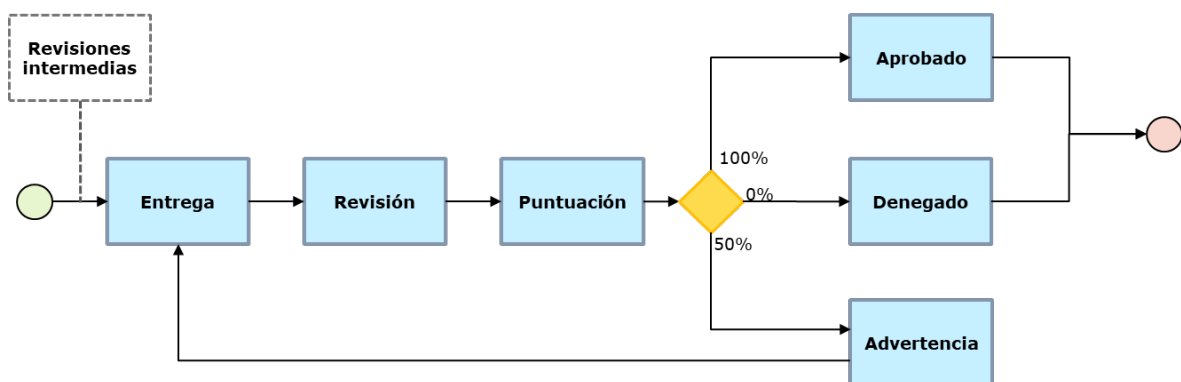 Revisiones
intermedias
Entrega
Revisión
Puntuación
100%
0%
50%
Aprobado
Denegado
Advertencia